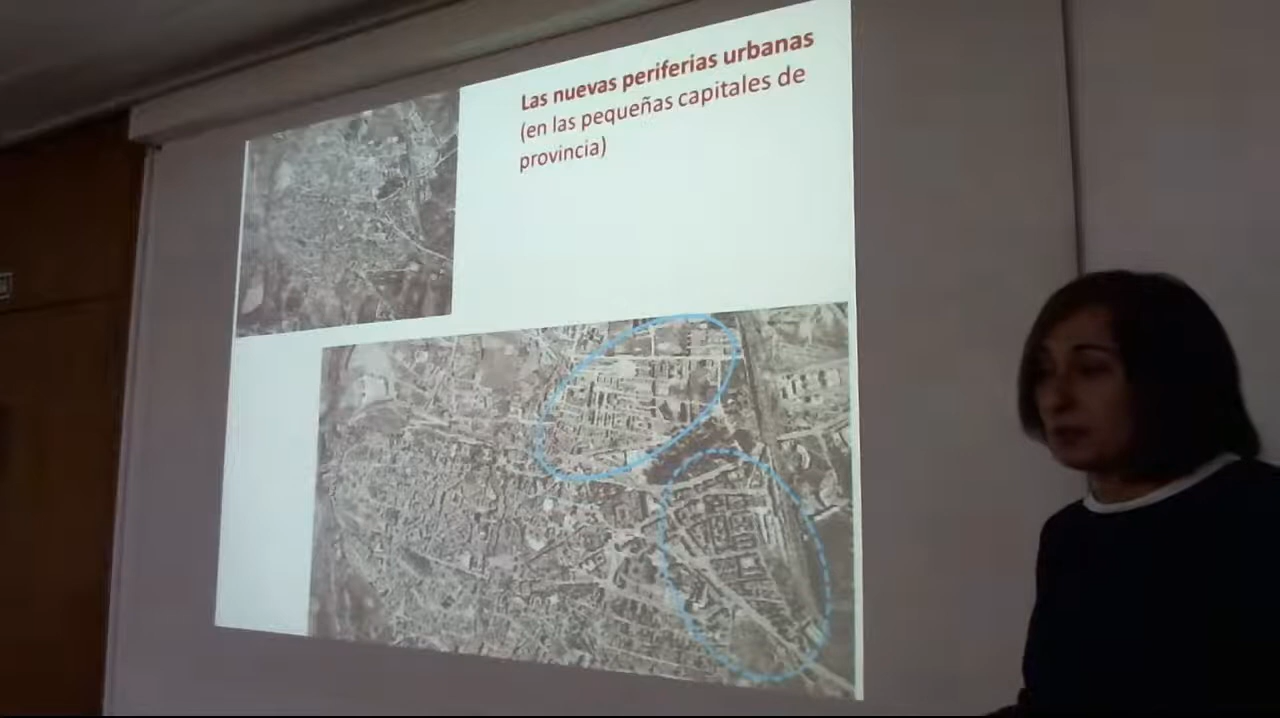 Las nuevas periferias urbanas
(en las pequeñas capitales de
provincia)